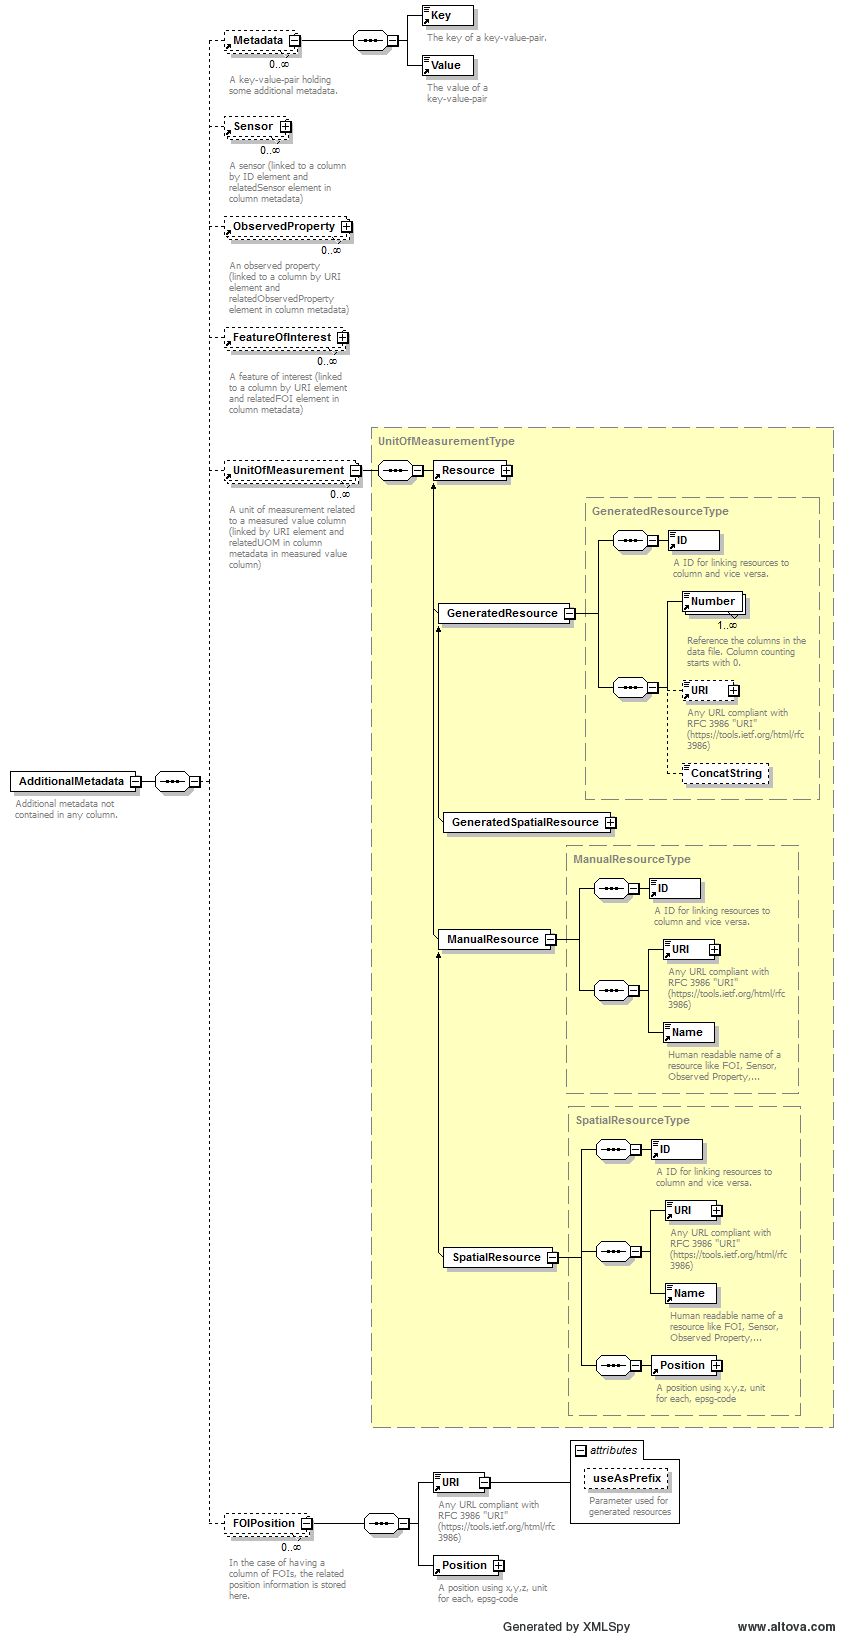 Metadata
0..∞
A key-value-pair holding
some additional metadata.
Key
The key of a key-value-pair.
Value
The value of a
key-value-pair
Sensor
0..∞
A sensor (linked to a column
by ID element and
relatedSensor element in
column metadata)
ObservedProperty
0..∞
An observed property
(linked to a column by URI
element and
relatedObservedProperty
element in column metadata)
FeatureOfInterest
0..∞
A feature of interest (linked
to a column by URI element
and relatedFOI element in
column metadata)
UnitOfMeasurement
0..∞
A unit of measurement related
to a measured value column
(linked by URI element and
relatedUOM in column
metadata in measured value
column)
UnitOfMeasurementType
Resource
GeneratedResourceType
GeneratedResource
ID
A ID for linking resources to
column and vice versa.
Number
1..∞
Reference the columns in the
data file. Column counting
starts with 0.
URI
Any URL compliant with
RFC 3986 "URI"
(https://tools.ietf.org/html/rfc
3986)
ConcatString
AdditionalMetadata
Additional metadata not
contained in any column.
GeneratedSpatialResource
ManualResourceType
ManualResource
ID
A ID for linking resources to
column and vice versa.
URI
Any URL compliant with
RFC 3986 "URI"
(https://tools.ietf.org/html/rfc
3986)
Name
Human readable name of a
resource like FOI, Sensor,
Observed Property,...
SpatialResourceType
SpatialResource
ID
A ID for linking resources to
column and vice versa.
URI
Any URL compliant with
RFC 3986 "URI"
(https://tools.ietf.org/html/rfc
3986)
Name
Human readable name of a
resource like FOI, Sensor,
Observed Property,...
Position
A position using x,y,z, unit
for each, epsg-code
FOIPosition
0..∞
In the case of having a
column of FOIs, the related
position information is stored
here.
URI
Any URL compliant with
RFC 3986 "URI"
(https://tools.ietf.org/html/rfc
3986)
attributes
useAsPrefix
Parameter used for
generated resources
Position
A position using x,y,z, unit
for each, epsg-code
Generated by XMLSpy
www.altova.com